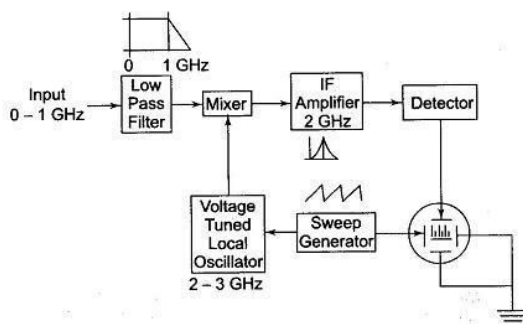 0 1 GHz
Input
0 – 1 GHz
Low
Pass
Filter
Mixer
IF
Amplifier
2 GHz
Detector
Voltage
Tuned
Local
Oscillator
2 – 3 GHz
Sweep
Generator